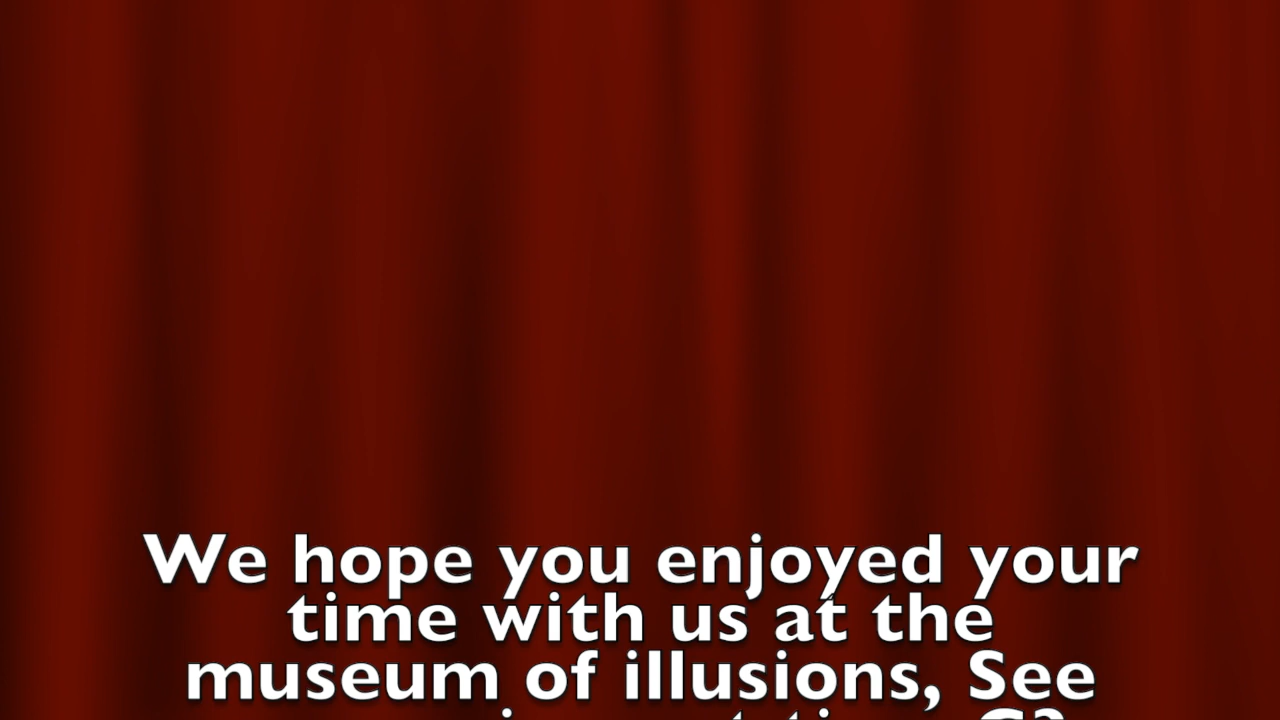 We hope you enjoyed your
time with us at the
museum of illusions, See